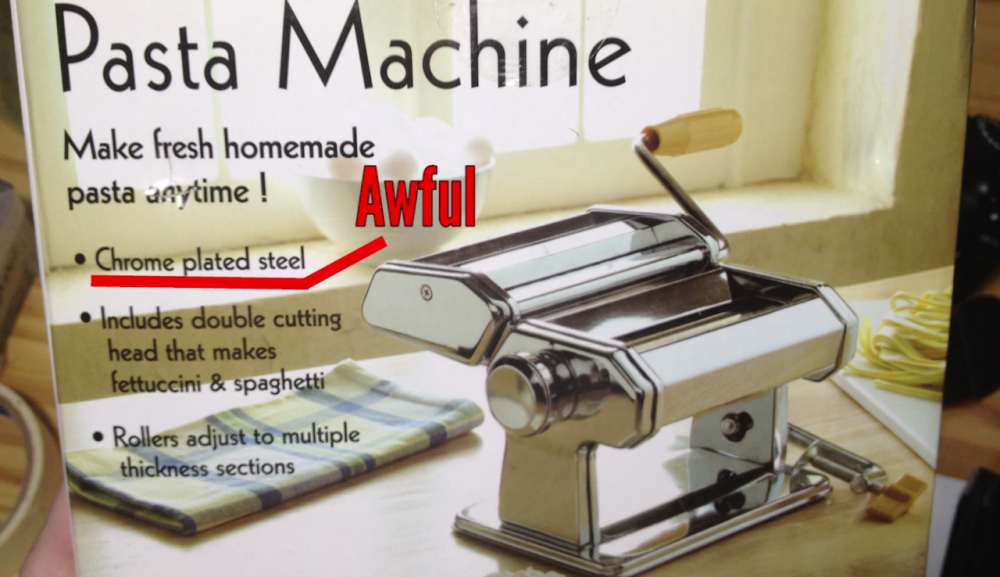 Pasta Machine
Make fresh homemade
pasta anytime !
Awful
• Chrome plated steel
• Includes double cutting
head that makes
fettuccini & spaghetti
• Rollers adjust to multiple
thickness sections